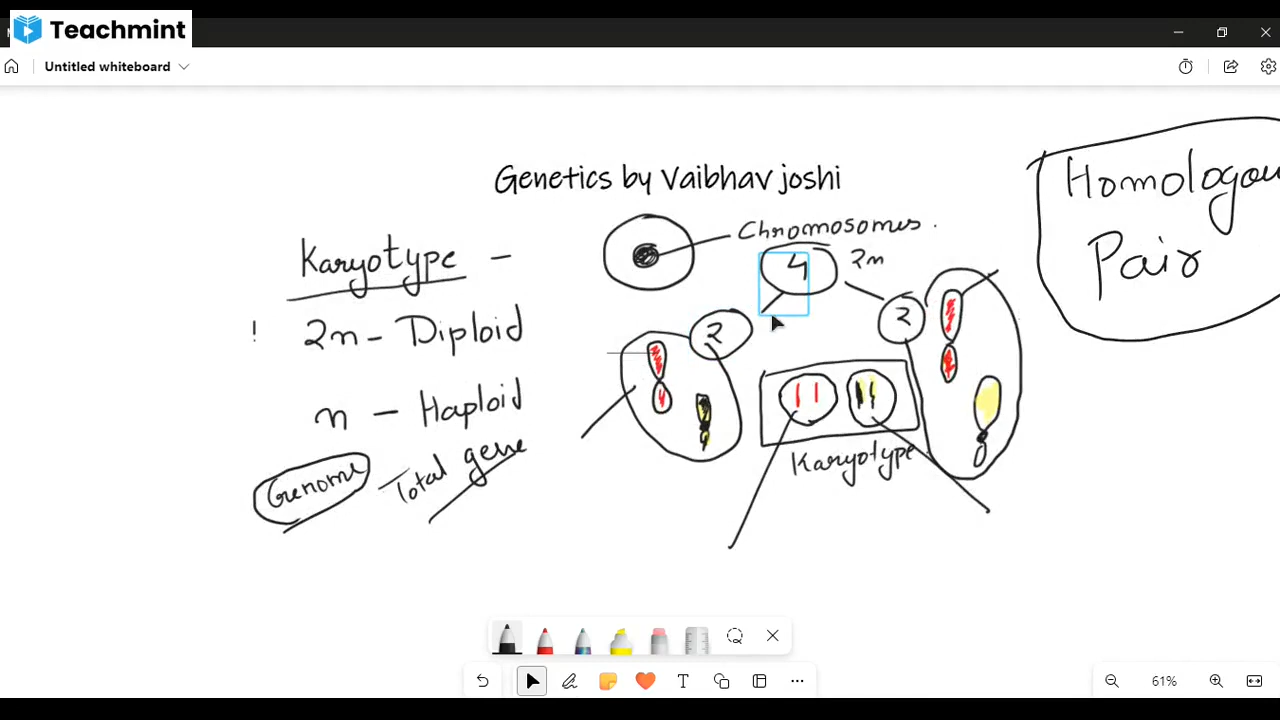 Teachmint
Untitled whiteboard
Genetics by Vaibhav joshi
Homologou
Pair
Chromosomes.
Karyotype -
4
2n
! 2n - Diploid
2
2
n - Haploid
Genome
Total gene
Karyotype
61%